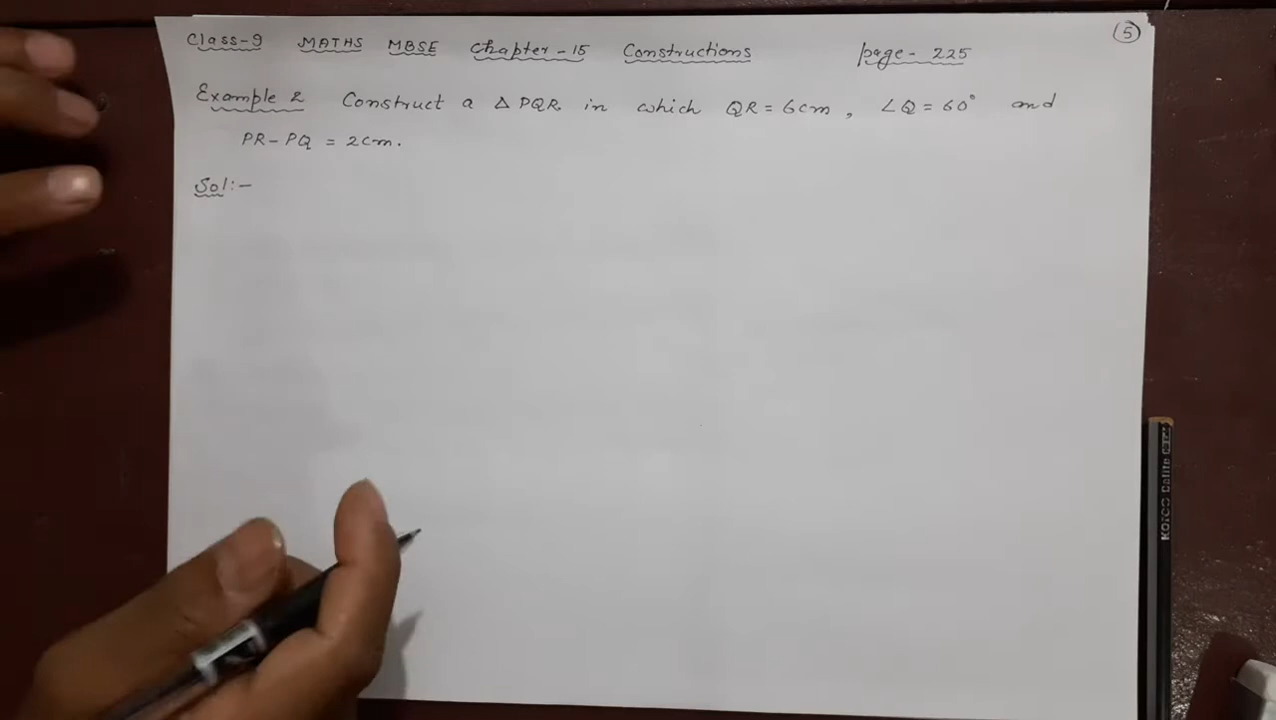 Class-9 MATHS MBSE Chapter-15 Constructions page-225 5
Example 2 Construct a Δ PQR in which QR = 6cm, ∠Q = 60° and
PR - PQ = 2cm.
Sol:-